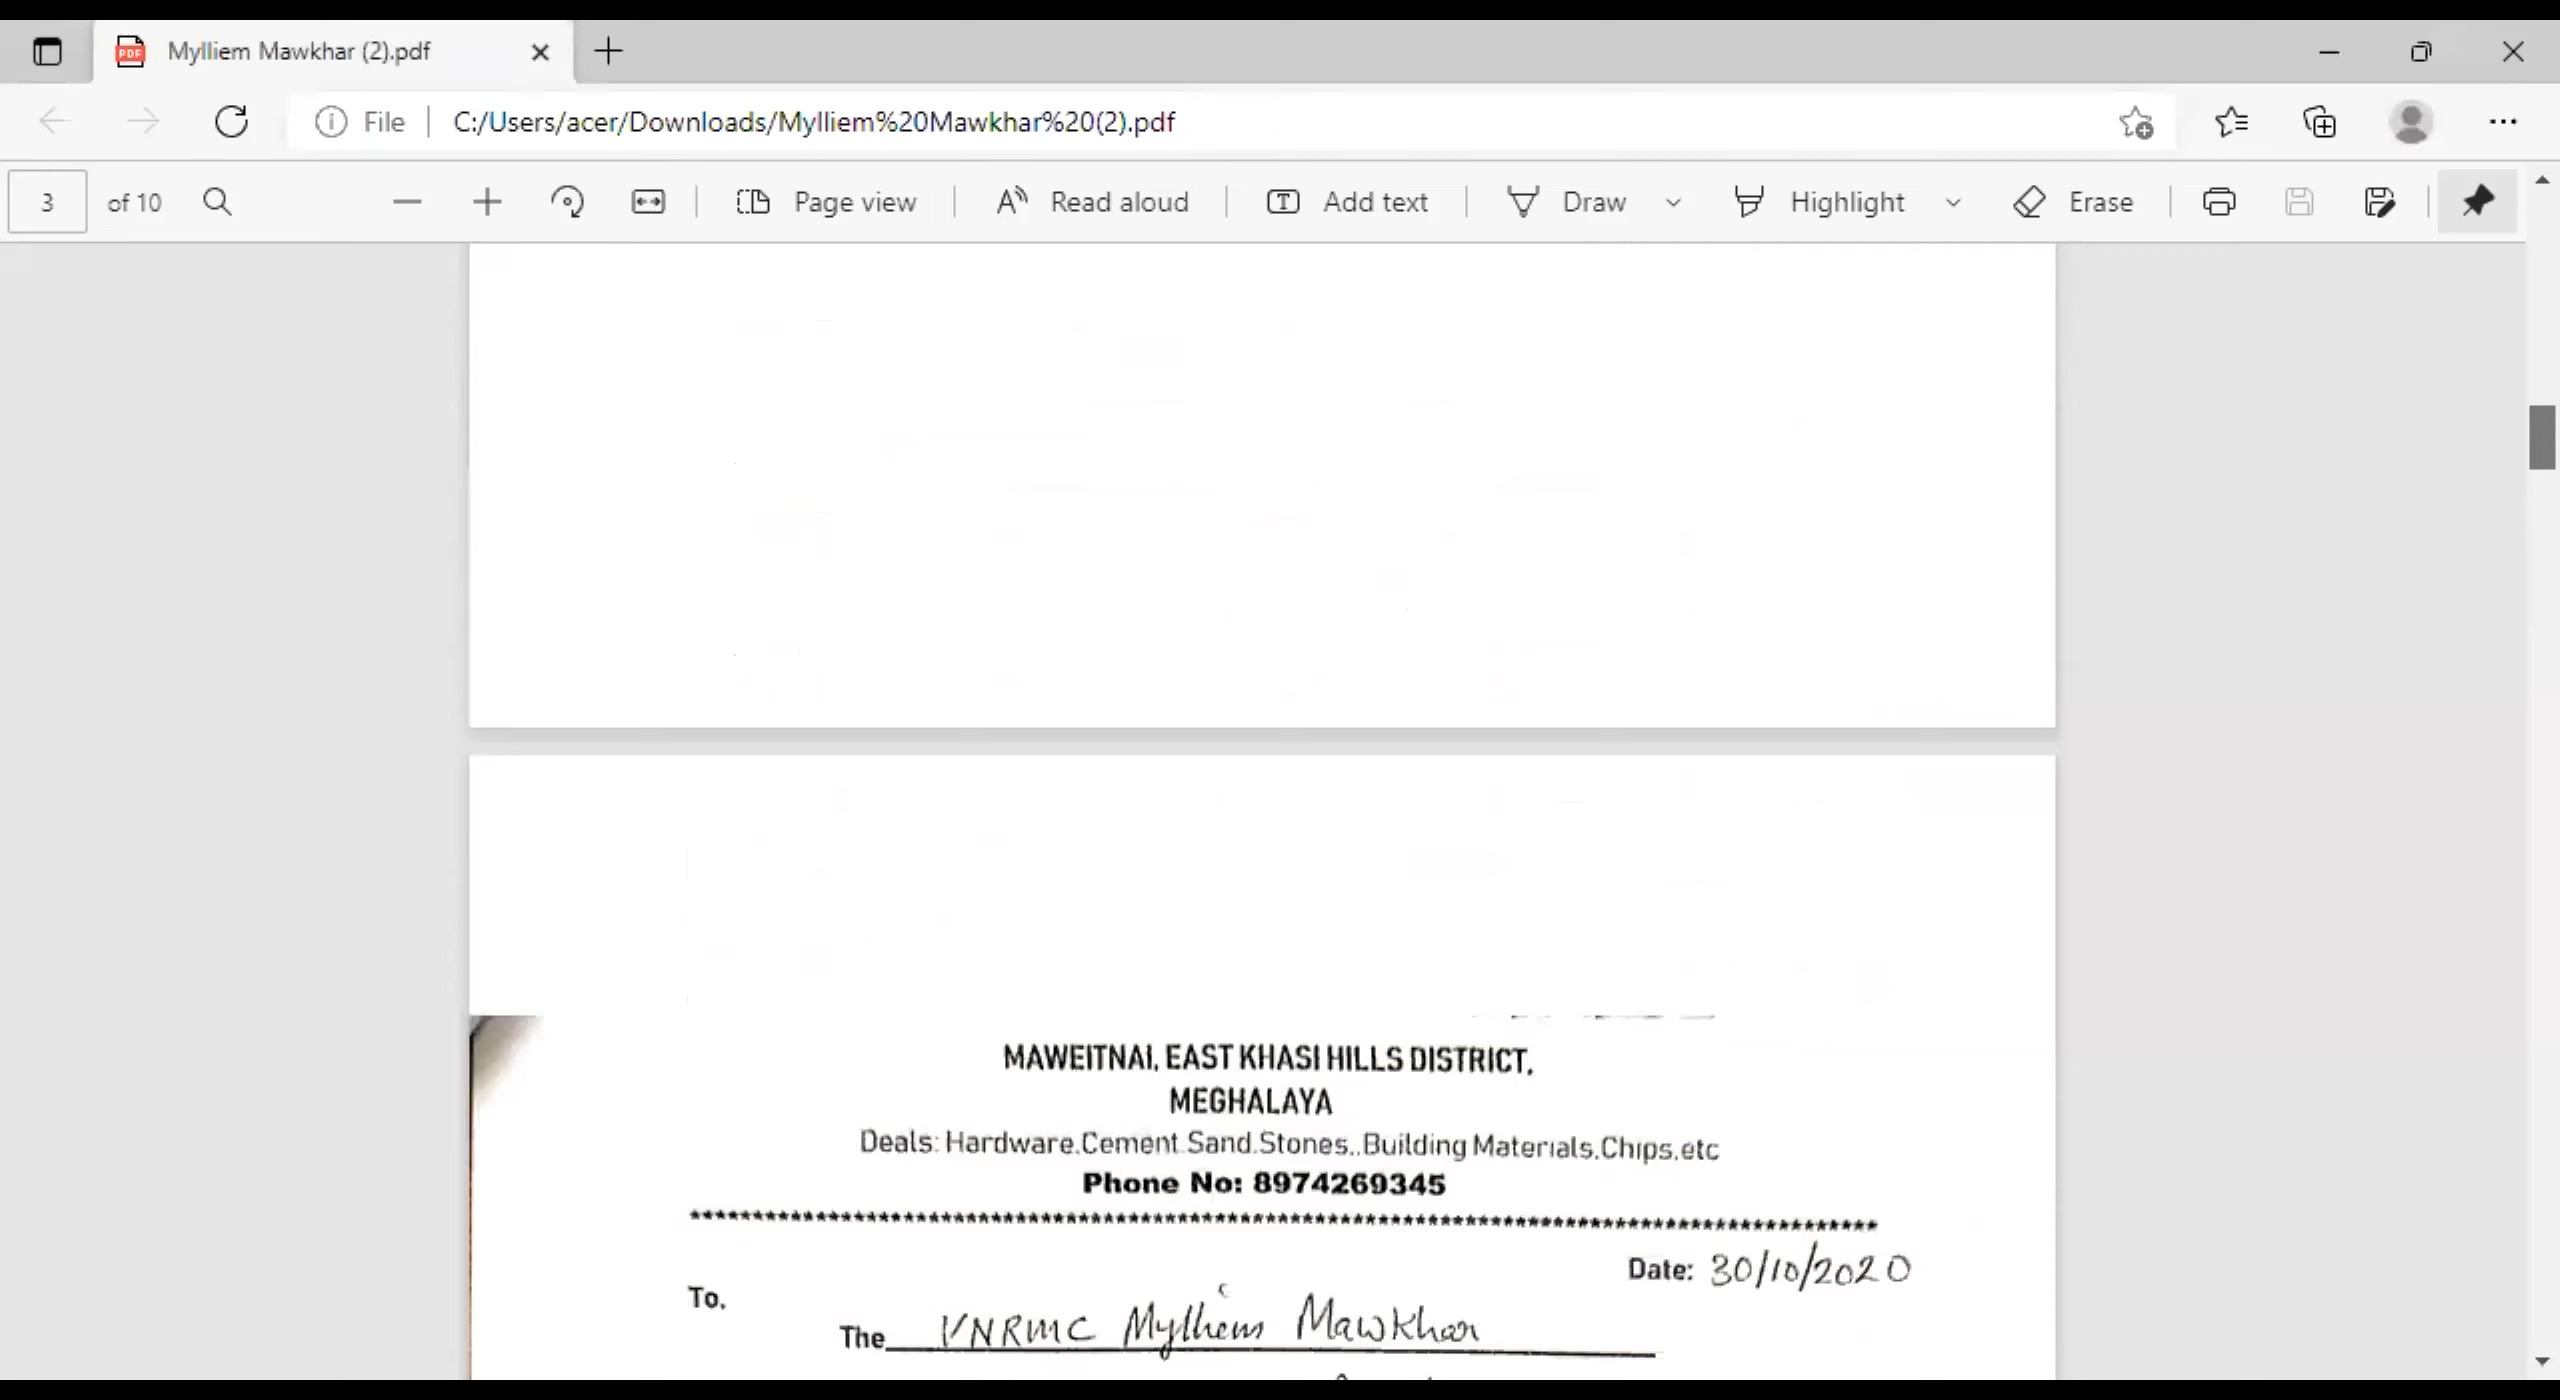 Mylliem Mawkhar (2).pdf
File C:/Users/acer/Downloads/Mylliem%20Mawkhar%20(2).pdf
3 of 10 Page view Read aloud Add text Draw Highlight Erase
MAWEITNAI, EAST KHASI HILLS DISTRICT,
MEGHALAYA
Deals: Hardware.Cement.Sand.Stones,.Building Materials,Chips,etc
Phone No: 8974269345
Date: 30/10/2020
To,
The VNRMC Mylliem Mawkhar